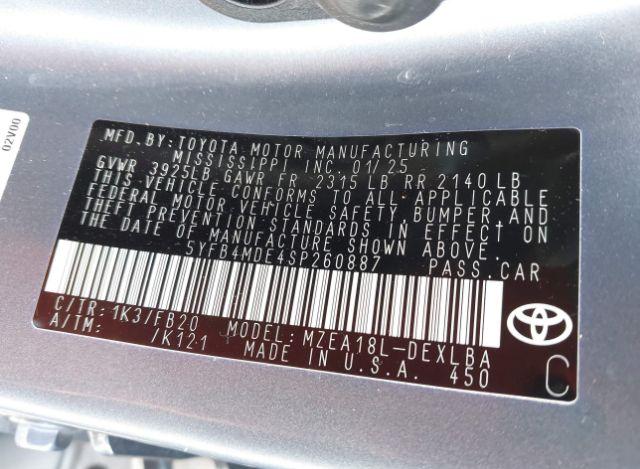 02V00
MFD.BY:TOYOTA MOTOR MANUFACTURING
MISSISSIPPI INC. 01/25
GVWR 3925LB GAWR FR 2315 LB RR 2140 LB
THIS VEHICLE CONFORMS TO ALL APPLICABLE
FEDERAL MOTOR VEHICLE SAFETY, BUMPER, AND
THEFT PREVENTION STANDARDS IN EFFECT ON
THE DATE OF MANUFACTURE SHOWN ABOVE.
5YFB4MDE4SP260887 PASS.CAR
C/TR: 1K3/FB20 MODEL: MZEA18L-DEXLBA
A/TM: /K121 MADE IN U.S.A. 450
C